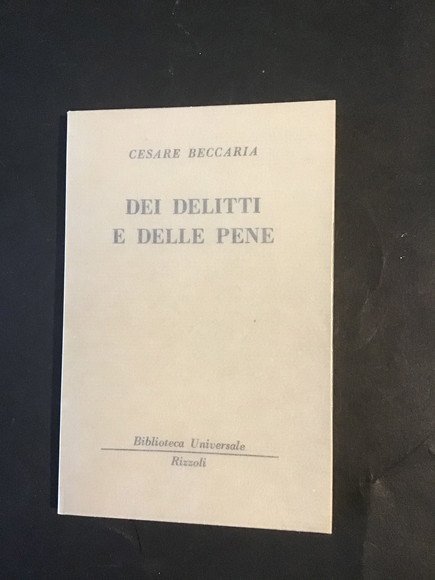 CESARE BECCARIA
DEI DELITTI
E DELLE PENE
Biblioteca Universale
Rizzoli